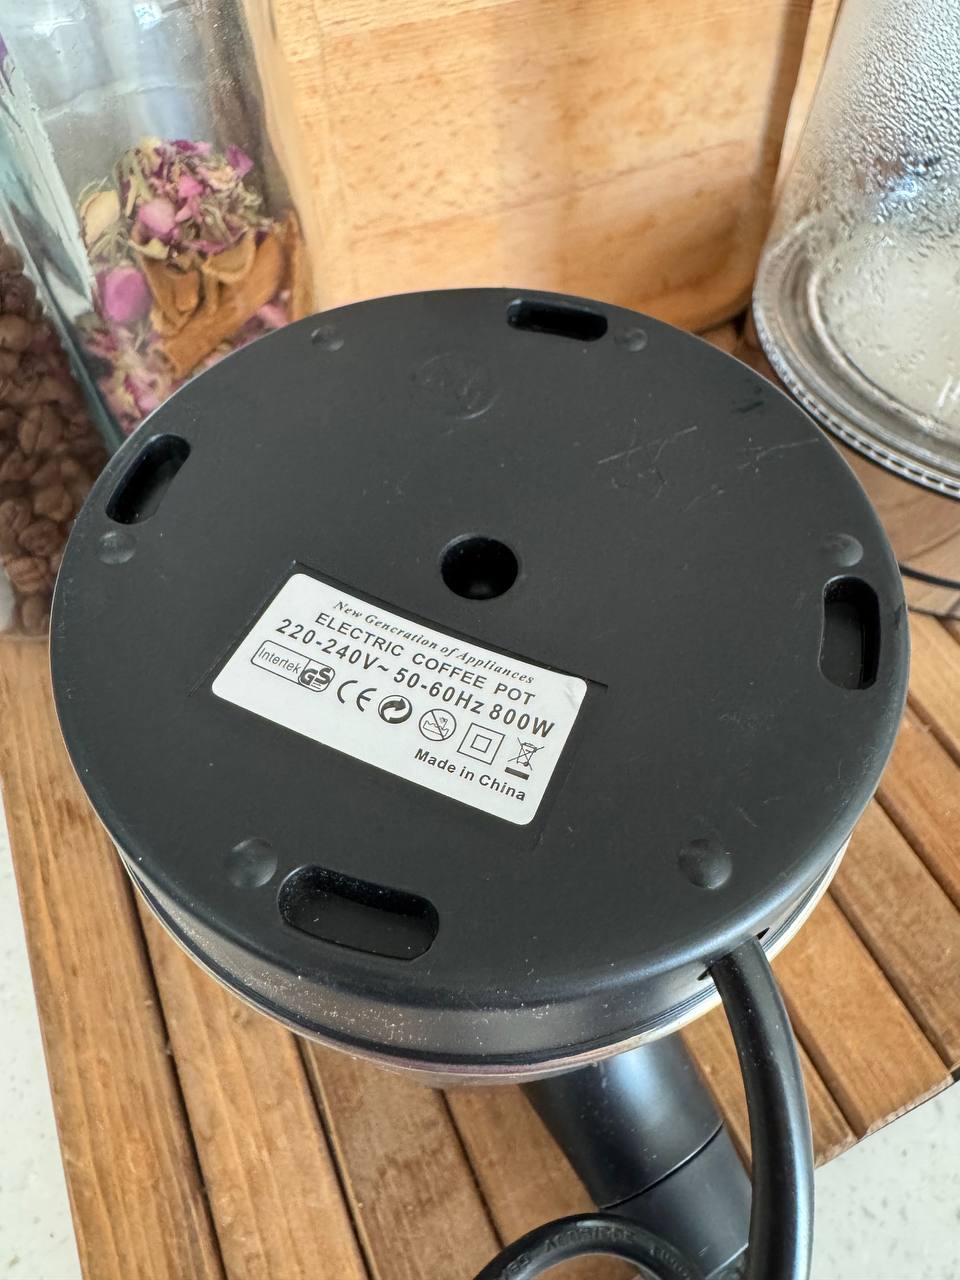 New Generation of Appliances
ELECTRIC COFFEE POT
220-240V~ 50-60Hz 800W
Intertek GS CE
Made in China